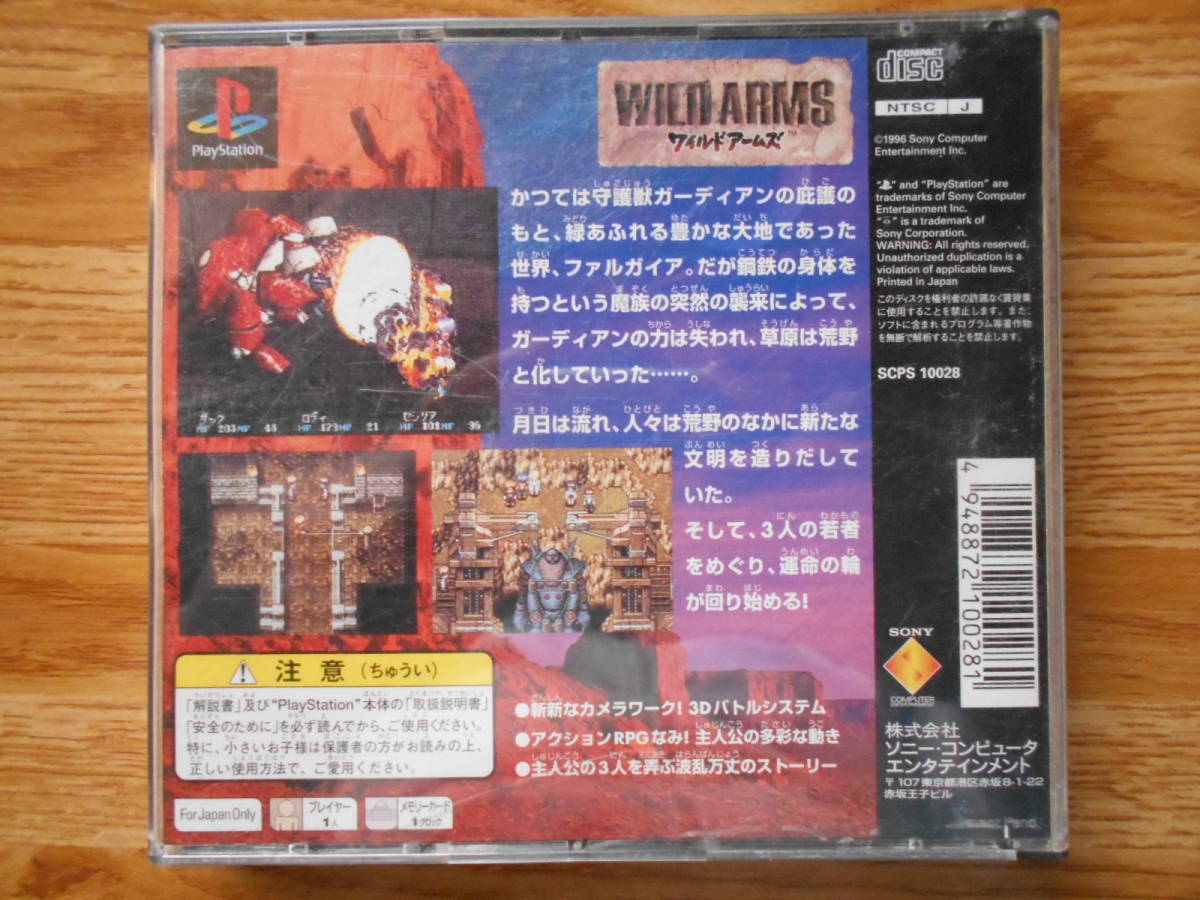 PlayStation
WILD ARMS
ワイルドアームズ™
かつては守護獣ガーディアンの庇護の
もと、緑あふれる豊かな大地であった
世界、ファルガイア。だが鋼鉄の身体を
持つという魔族の突然の襲来によって、
ガーディアンの力は失われ、草原は荒野
と化していった……。
月日は流れ、人々は荒野のなかに新たな
文明を造りだして
いた。
そして、3人の若者
をめぐり、運命の輪
が回り始める!
ザック ロディ セシリア
HP 203 MP 44 HP 179 MP 21 HP 101 MP 96
注意(ちゅうい)
「解説書」及び“PlayStation”本体の「取扱説明書」
「安全のために」を必ず読んでから、ご使用ください。
特に、小さいお子様は保護者の方がお読みの上、
正しい使用方法で、ご愛用ください。
●斬新なカメラワーク! 3Dバトルシステム
●アクションRPGなみ! 主人公の多彩な動き
●主人公の3人を弄ぶ波乱万丈のストーリー
For Japan Only
プレイヤー
1人
メモリーカード
1ブロック
COMPACT
disc
NTSC J
©1996 Sony Computer
Entertainment Inc.
“ ” and “PlayStation” are
trademarks of Sony Computer
Entertainment Inc.
“ ” is a trademark of
Sony Corporation.
WARNING: All rights reserved.
Unauthorized duplication is a
violation of applicable laws.
Printed in Japan
このディスクを権利者の許諾なく賃貸業
に使用することを禁止します。また、
ソフトに含まれるプログラム等著作物
を無断で解析することを禁止します。
SCPS 10028
4 948872 100281
SONY
COMPUTER
株式会社
ソニー・コンピュータ
エンタテインメント
〒107 東京都港区赤坂8-1-22
赤坂王子ビル